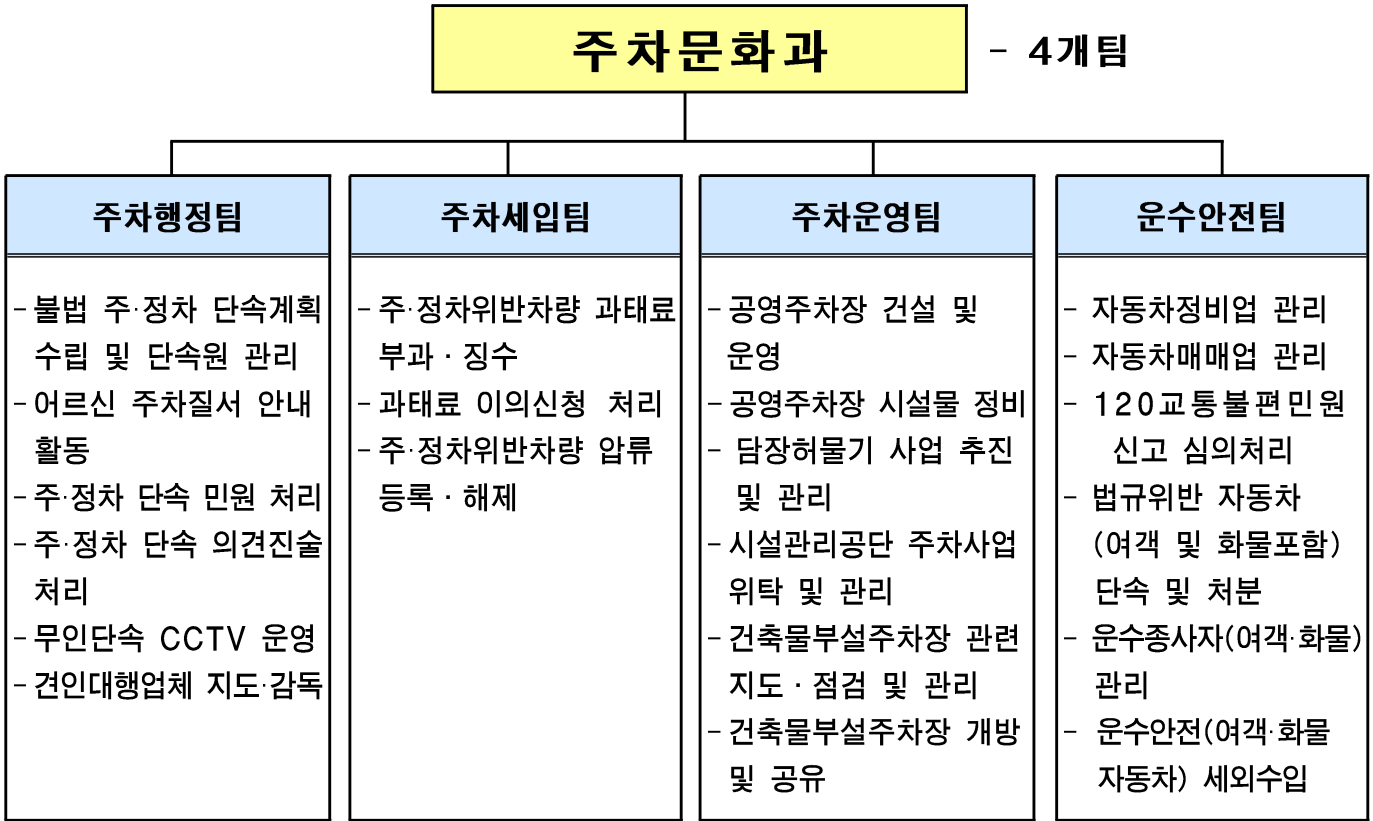 주차문화과
- 4개팀
주차행정팀
- 불법 주·정차 단속계획
수립 및 단속원 관리
- 어르신 주차질서 안내
활동
- 주·정차 단속 민원 처리
- 주·정차 단속 의견진술
처리
- 무인단속 CCTV 운영
- 견인대행업체 지도·감독
주차세입팀
- 주·정차위반차량 과태료
부과·징수
- 과태료 이의신청 처리
- 주·정차위반차량 압류
등록·해제
주차운영팀
- 공영주차장 건설 및
운영
- 공영주차장 시설물 정비
- 담장허물기 사업 추진
및 관리
- 시설관리공단 주차사업
위탁 및 관리
- 건축물부설주차장 관련
지도·점검 및 관리
- 건축물부설주차장 개방
및 공유
운수안전팀
- 자동차정비업 관리
- 자동차매매업 관리
- 120교통불편민원
신고 심의처리
- 법규위반 자동차
(여객 및 화물포함)
단속 및 처분
- 운수종사자(여객·화물)
관리
- 운수안전(여객·화물
자동차) 세외수입